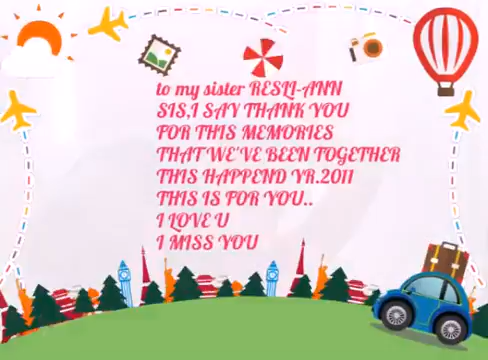 to my sister RESLI-ANN
SIS,I SAY THANK YOU
FOR THIS MEMORIES
THAT WE'VE BEEN TOGETHER
THIS HAPPEND YR.2011
THIS IS FOR YOU..
I LOVE U
I MISS YOU